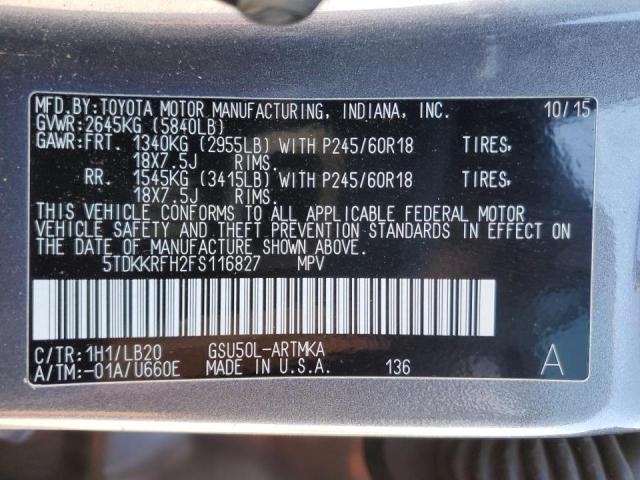 MFD.BY:TOYOTA MOTOR MANUFACTURING, INDIANA, INC. 10/15
GVWR:2645KG (5840LB)
GAWR:FRT. 1340KG (2955LB) WITH P245/60R18 TIRES,
18X7.5J RIMS.
RR. 1545KG (3415LB) WITH P245/60R18 TIRES,
18X7.5J RIMS.
THIS VEHICLE CONFORMS TO ALL APPLICABLE FEDERAL MOTOR
VEHICLE SAFETY AND THEFT PREVENTION STANDARDS IN EFFECT ON
THE DATE OF MANUFACTURE SHOWN ABOVE.
5TDKKRFH2FS116827 MPV
C/TR:1H1/LB20 GSU50L-ARTMKA
A/TM:-01A/U660E MADE IN U.S.A. 136 A